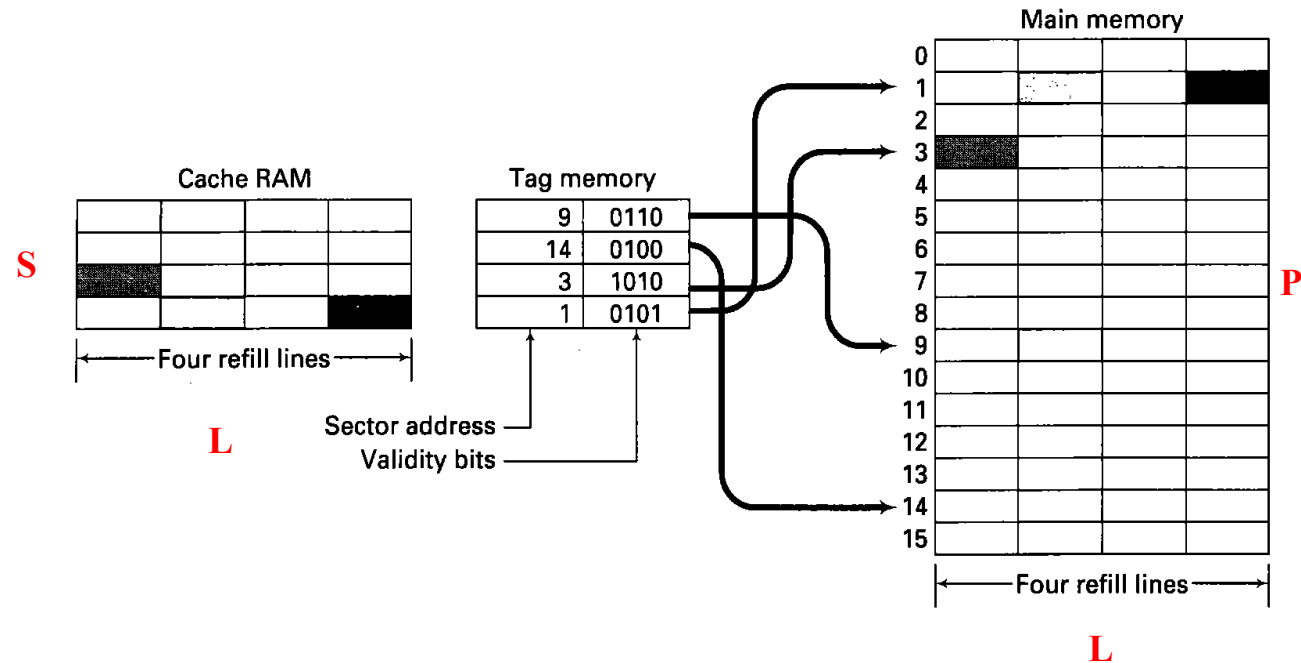 Main memory
0
1
2
3
4
5
6
7
8
9
10
11
12
13
14
15
Four refill lines
L
P
Cache RAM
S
Four refill lines
L
Tag memory
9 0110
14 0100
3 1010
1 0101
Sector address
Validity bits